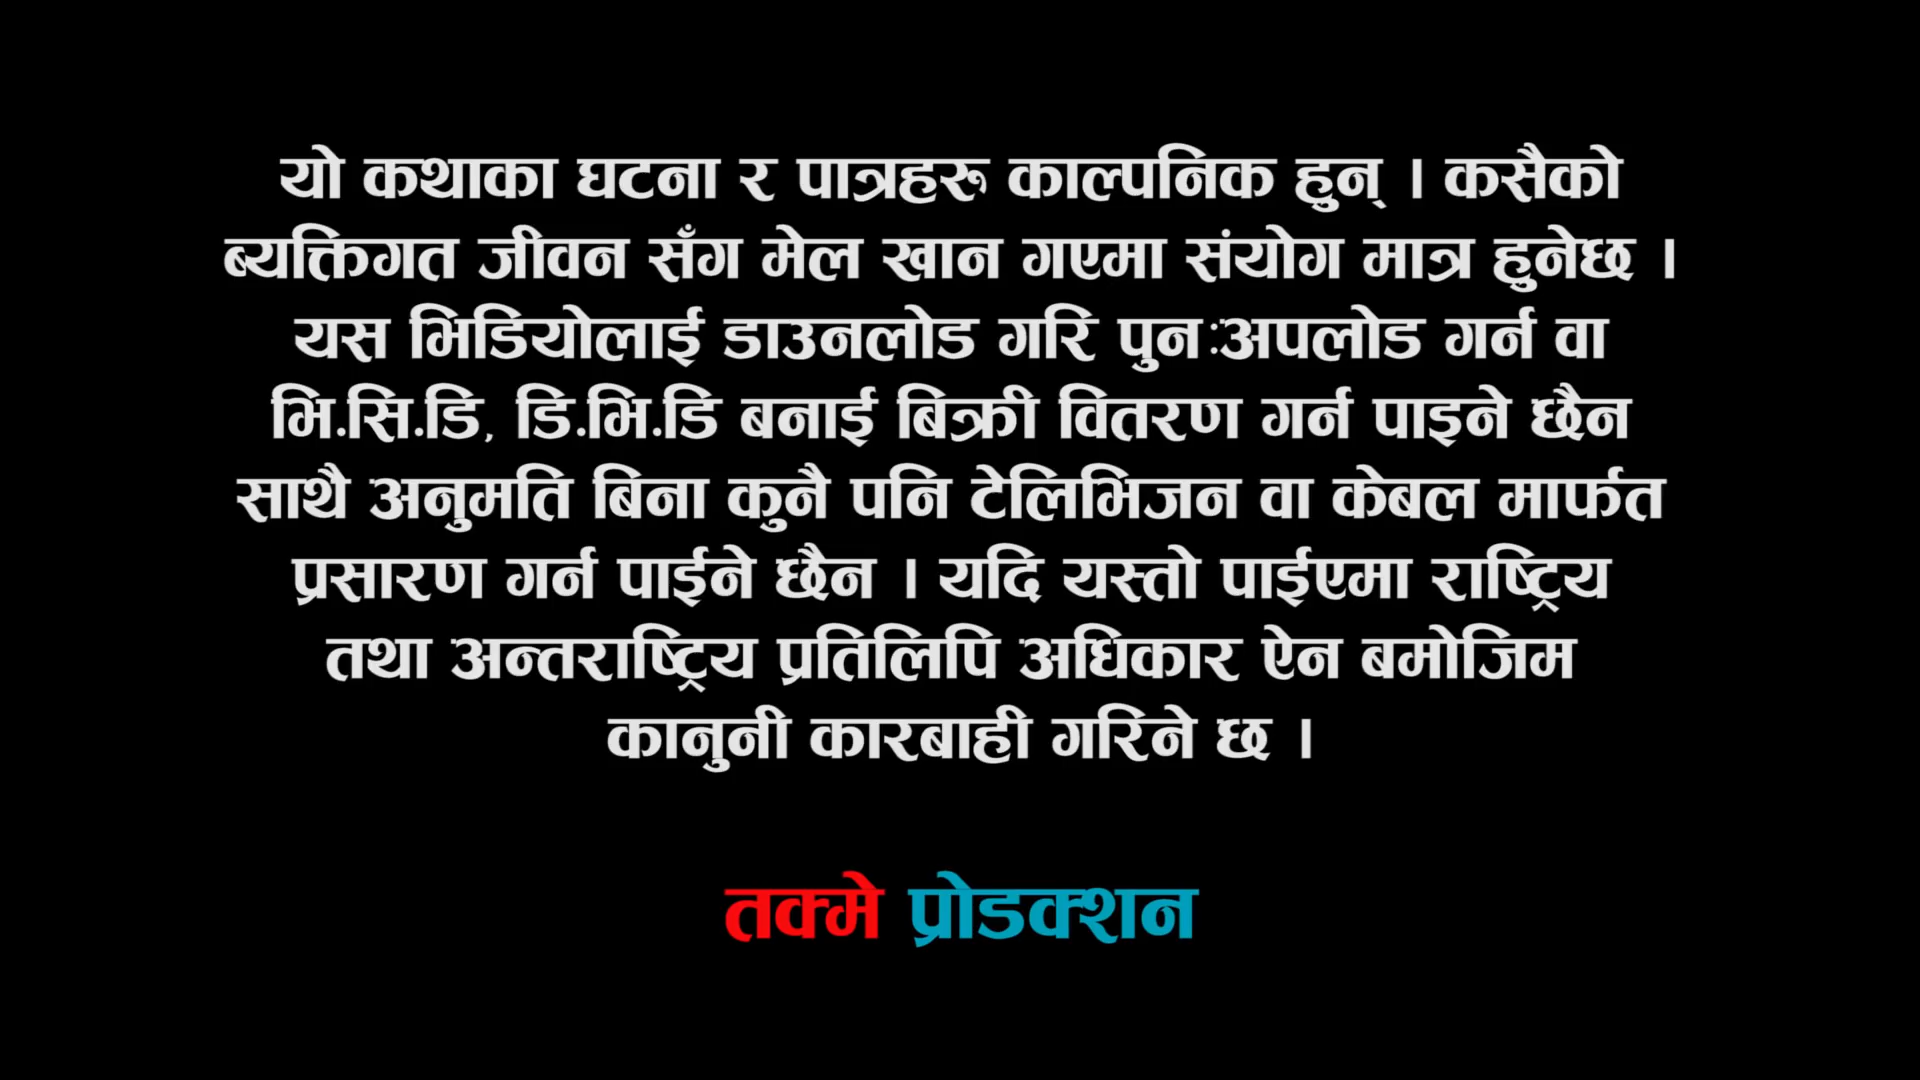 यो कथाका घटना र पात्रहरू काल्पनिक हुन् । कसैको
ब्यक्तिगत जीवन सँग मेल खान गएमा संयोग मात्र हुनेछ ।
यस भिडियोलाई डाउनलोड गरि पुनःअपलोड गर्न वा
भि.सि.डि, डि.भि.डि बनाई बिक्री वितरण गर्न पाइने छैन
साथै अनुमति बिना कुनै पनि टेलिभिजन वा केबल मार्फत
प्रसारण गर्न पाईने छैन । यदि यस्तो पाईएमा राष्ट्रिय
तथा अन्तराष्ट्रिय प्रतिलिपि अधिकार ऐन बमोजिम
कानुनी कारबाही गरिने छ ।
तक्मे प्रोडक्शन